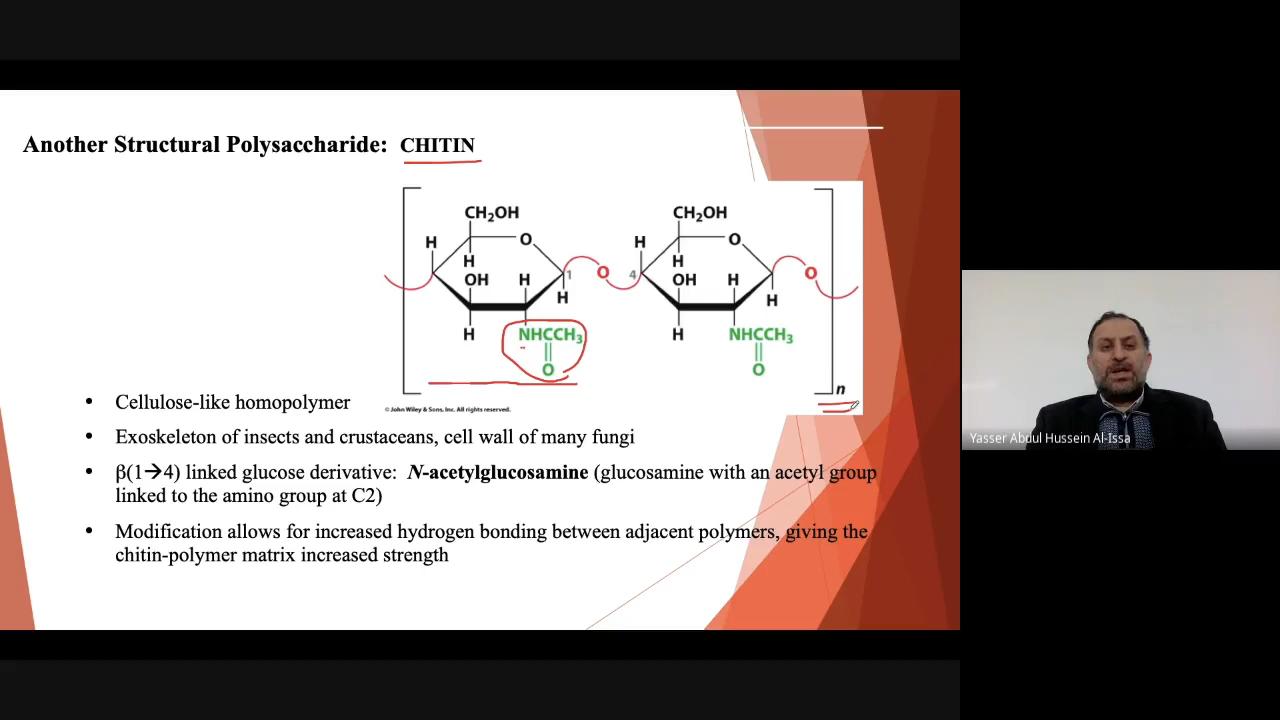 Another Structural Polysaccharide: CHITIN
CH₂OH CH₂OH
H O H O
H H
OH H 1 O 4 OH H O
H H
H NHCCH₃ H NHCCH₃
O O
n
© John Wiley & Sons, Inc. All rights reserved.
• Cellulose-like homopolymer
• Exoskeleton of insects and crustaceans, cell wall of many fungi
• β(1→4) linked glucose derivative: N-acetylglucosamine (glucosamine with an acetyl group
linked to the amino group at C2)
• Modification allows for increased hydrogen bonding between adjacent polymers, giving the
chitin-polymer matrix increased strength
Yasser Abdul Hussein Al-Issa